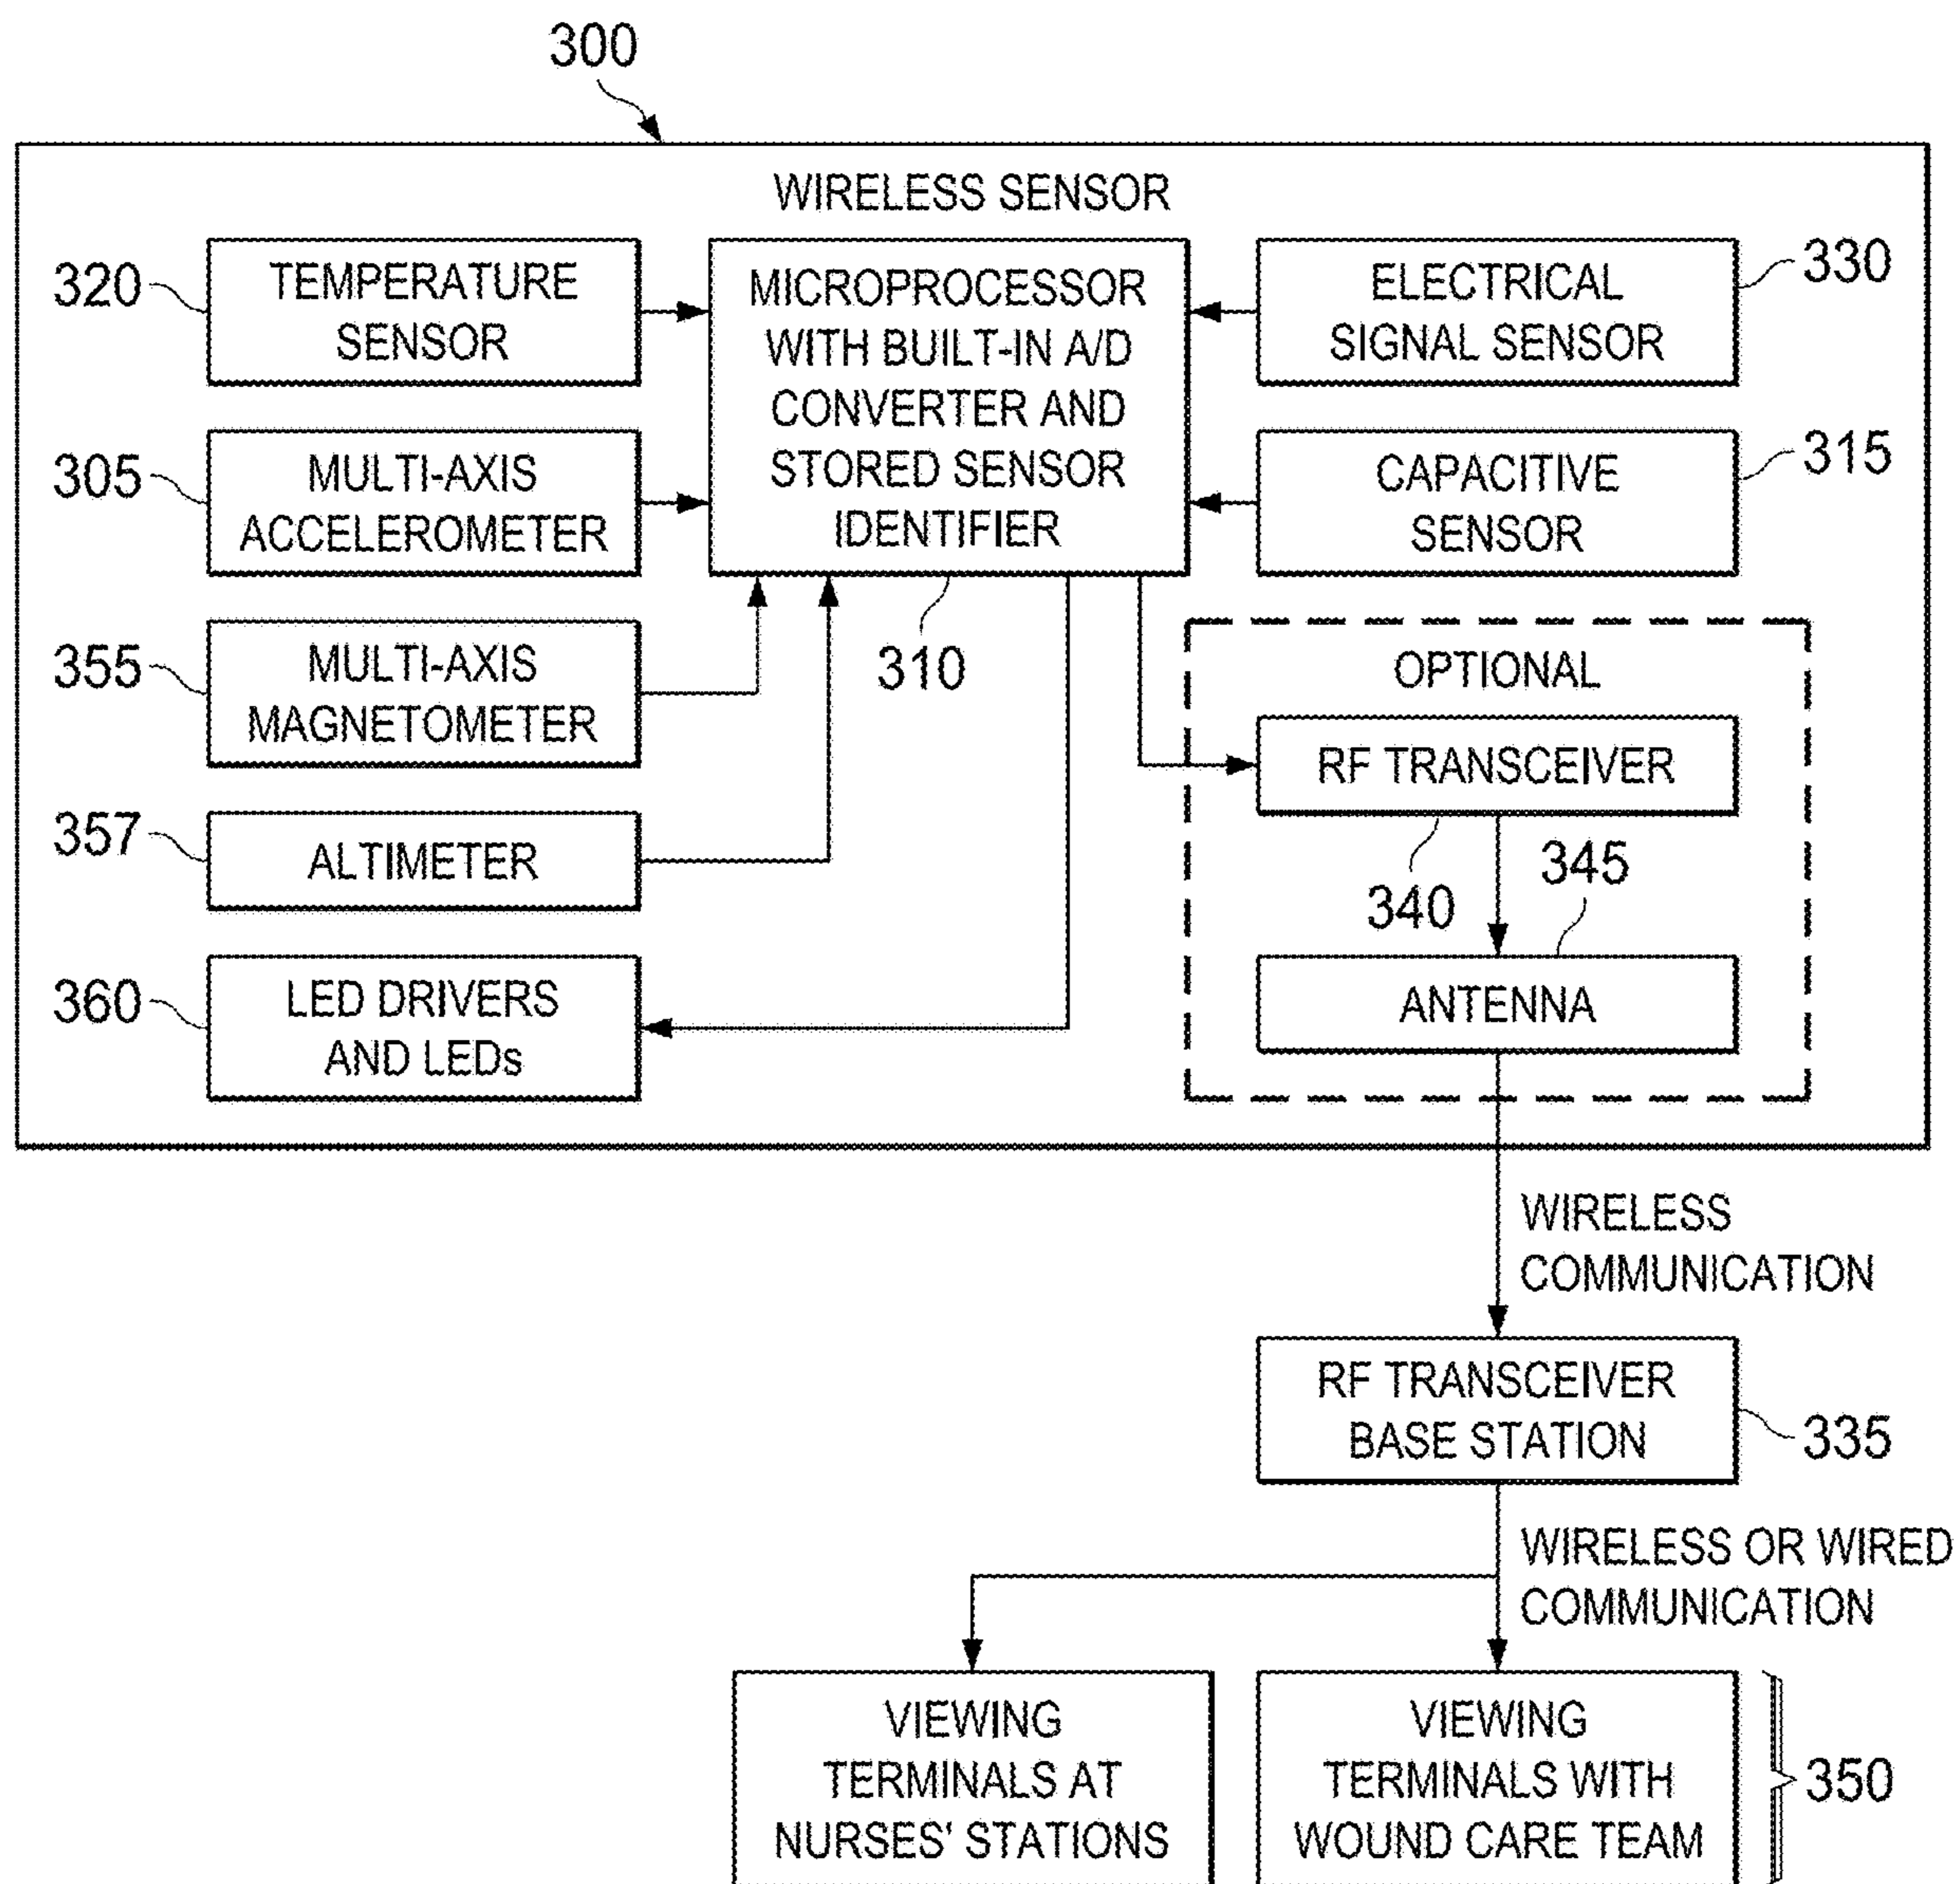 300
WIRELESS SENSOR
320
TEMPERATURE
SENSOR
MICROPROCESSOR
WITH BUILT-IN A/D
CONVERTER AND
STORED SENSOR
IDENTIFIER
ELECTRICAL
SIGNAL SENSOR
330
305
MULTI-AXIS
ACCELEROMETER
CAPACITIVE
SENSOR
315
355
MULTI-AXIS
MAGNETOMETER
310
OPTIONAL
RF TRANSCEIVER
357
ALTIMETER
340
345
360
LED DRIVERS
AND LEDs
ANTENNA
WIRELESS
COMMUNICATION
RF TRANSCEIVER
BASE STATION
335
WIRELESS OR WIRED
COMMUNICATION
VIEWING
TERMINALS AT
NURSES' STATIONS
VIEWING
TERMINALS WITH
WOUND CARE TEAM
350